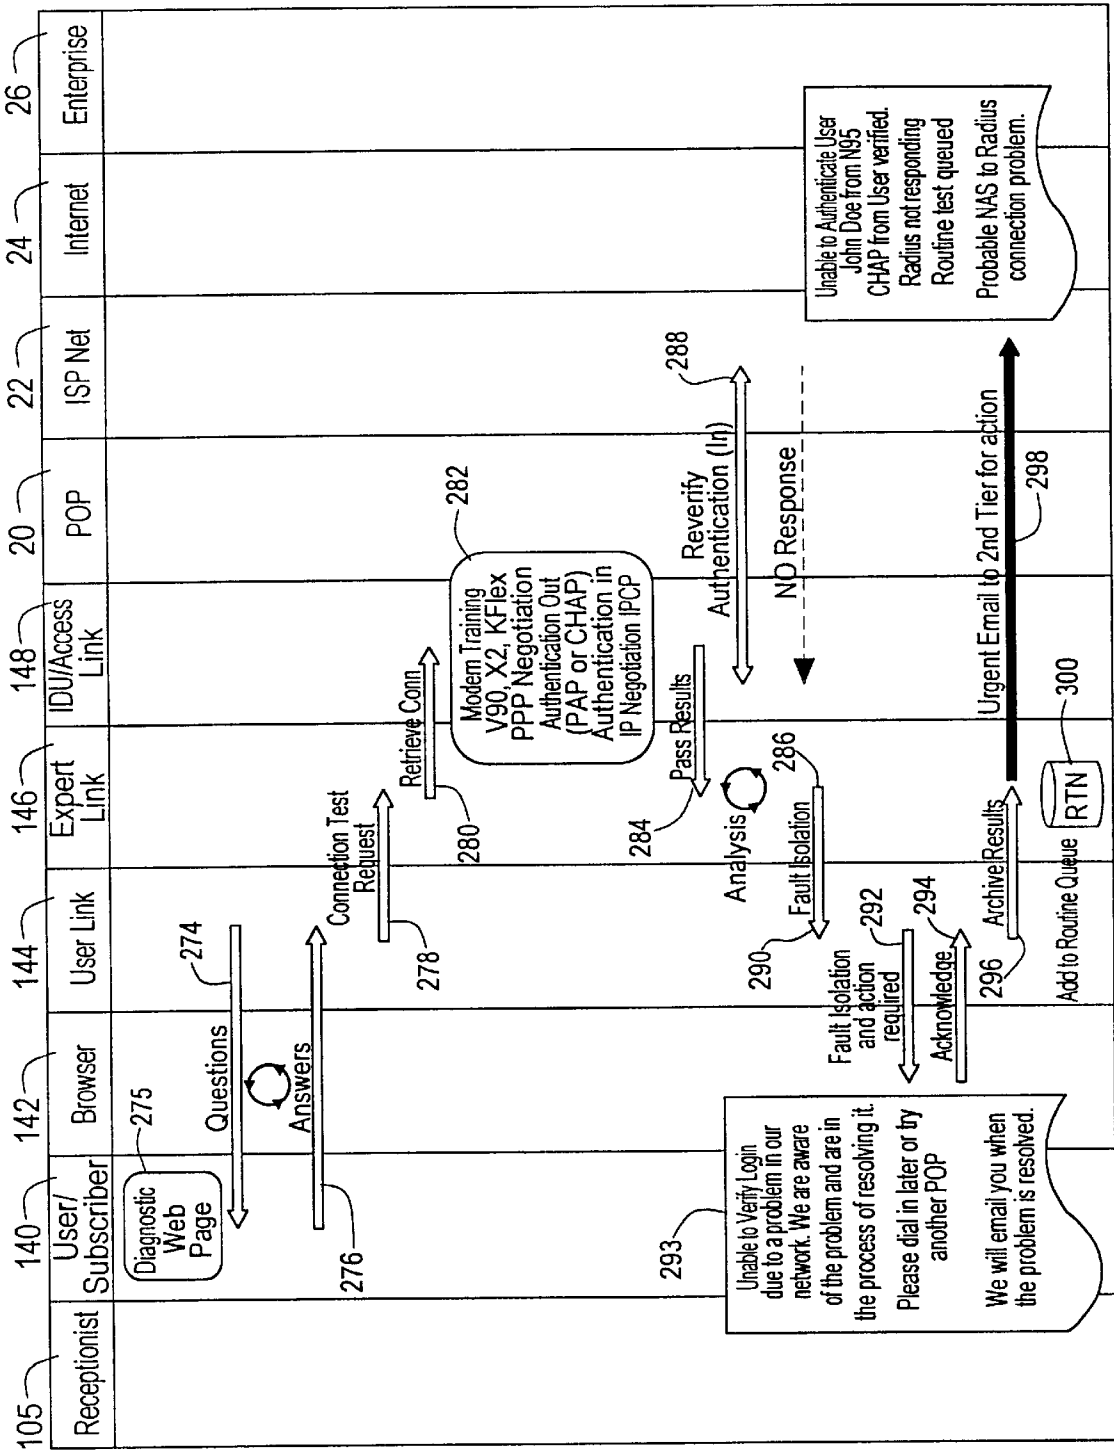 105
140
142
144
146
148
20
22
24
26
Receptionist
User/
Subscriber
Browser
User Link
Expert
Link
IDU/Access
Link
POP
ISP Net
Internet
Enterprise
Diagnostic
Web
Page
275
Questions
274
Answers
276
Connection Test
Request
278
Retrieve Conn
280
Modem Training
V90, X2, KFlex
PPP Negotiation
Authentication Out
(PAP or CHAP)
Authentication in
IP Negotiation IPCP
282
Pass Results
284
Reverify
Authentication (In)
288
Analysis
286
NO Response
Fault Isolation
290
Fault Isolation
and action
required
292
293
Unable to Verify Login
due to a problem in our
network. We are aware
of the problem and are in
the process of resolving it.
Please dial in later or try
another POP
We will email you when
the problem is resolved.
Acknowledge
294
Archive Results
296
Urgent Email to 2nd Tier for action
298
Unable to Authenticate User
John Doe from N95
CHAP from User verified.
Radius not responding
Routine test queued
Probable NAS to Radius
connection problem.
Add to Routine Queue
RTN
300